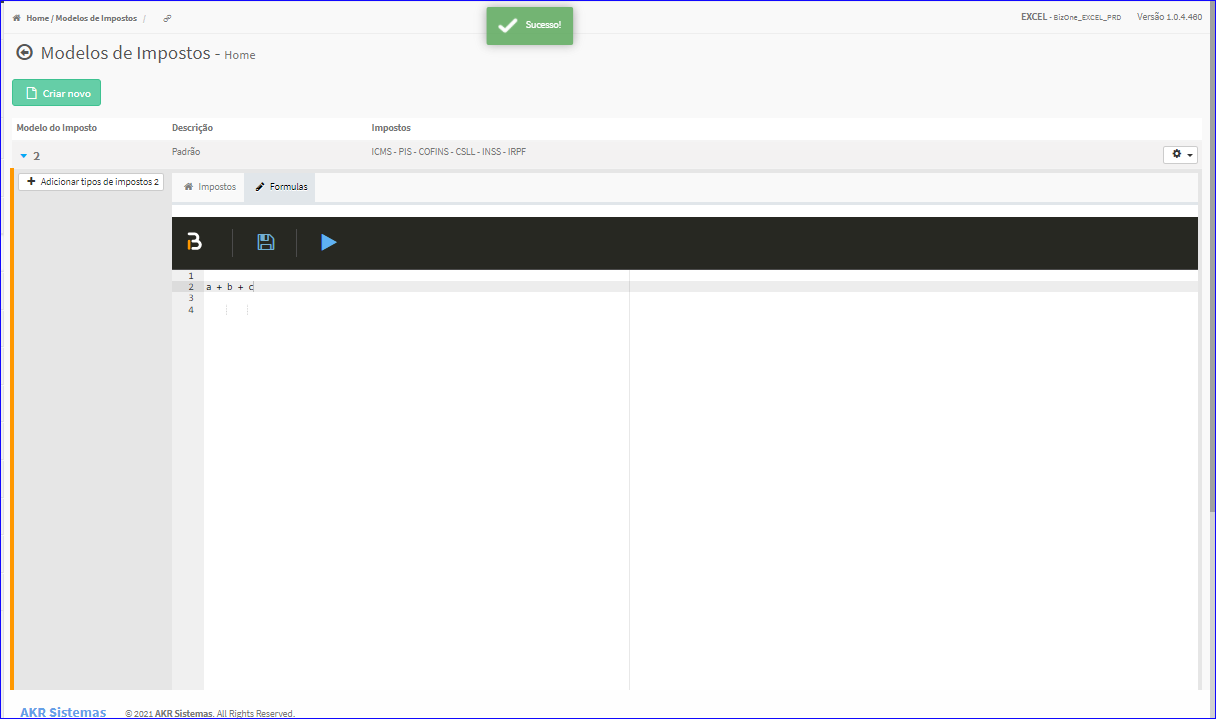 Home / Modelos de Impostos /
Sucesso!
EXCEL - BizOne_EXCEL_PRD Versão 1.0.4.460
Modelos de Impostos - Home
Criar novo
Modelo do Imposto Descrição Impostos
2 Padrão ICMS - PIS - COFINS - CSLL - INSS - IRPF
Adicionar tipos de impostos 2 Impostos Formulas
B
1
2 a + b + c
3
4
AKR Sistemas © 2021 AKR Sistemas. All Rights Reserved.